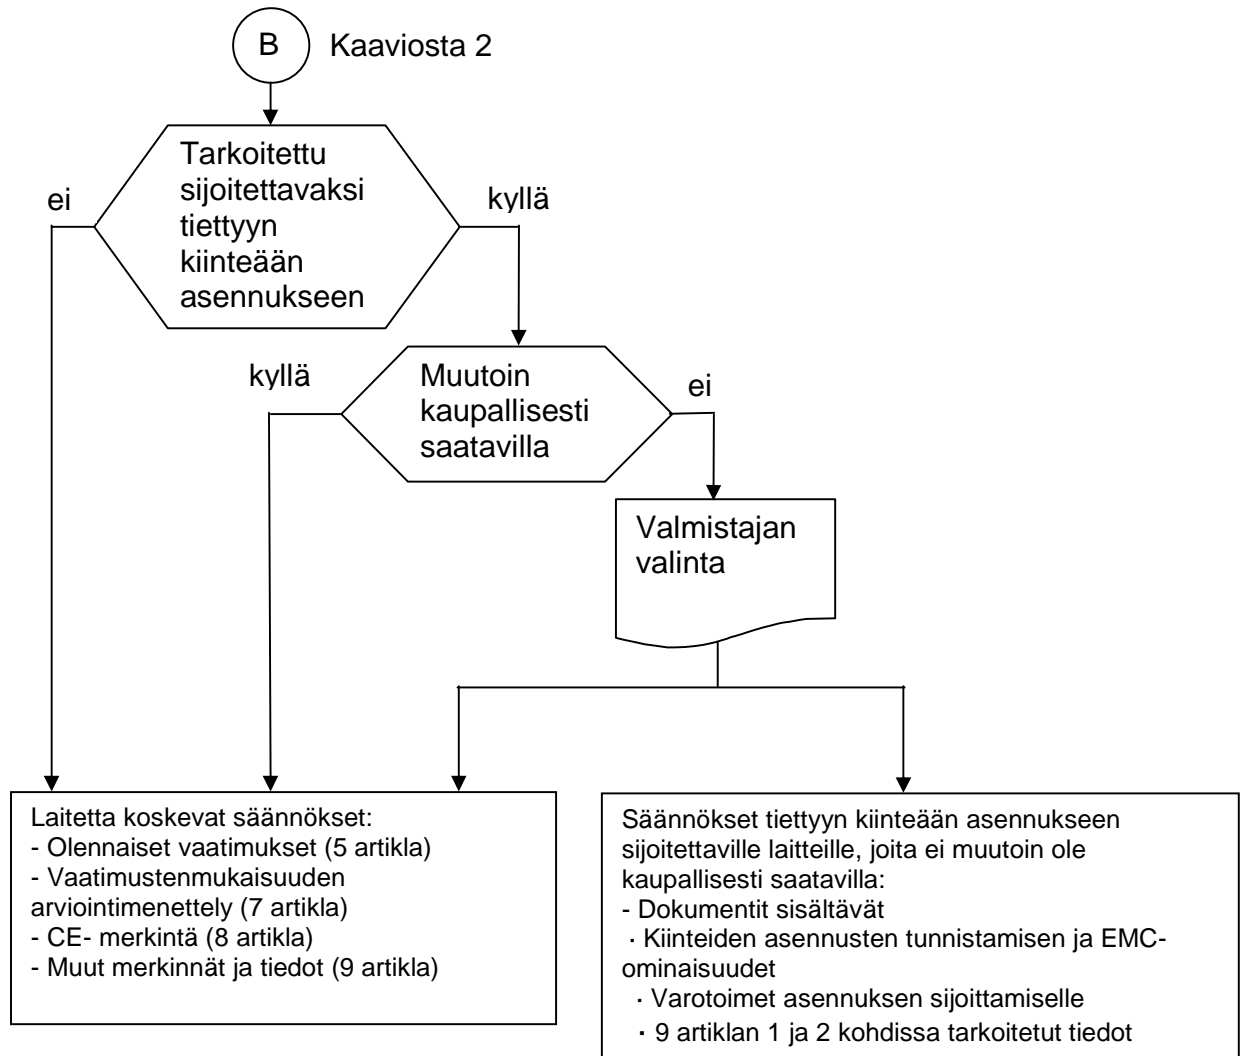 B
Kaaviosta 2
Tarkoitettu
sijoitettavaksi
tiettyyn
kiinteään
asennukseen
ei
kyllä
kyllä
Muutoin
kaupallisesti
saatavilla
ei
Valmistajan
valinta
Laitetta koskevat säännökset:
- Olennaiset vaatimukset (5 artikla)
- Vaatimustenmukaisuuden
arviointimenettely (7 artikla)
- CE- merkintä (8 artikla)
- Muut merkinnät ja tiedot (9 artikla)
Säännökset tiettyyn kiinteään asennukseen
sijoitettaville laitteille, joita ei muutoin ole
kaupallisesti saatavilla:
- Dokumentit sisältävät
· Kiinteiden asennusten tunnistamisen ja EMC-
ominaisuudet
· Varotoimet asennuksen sijoittamiselle
· 9 artiklan 1 ja 2 kohdissa tarkoitetut tiedot